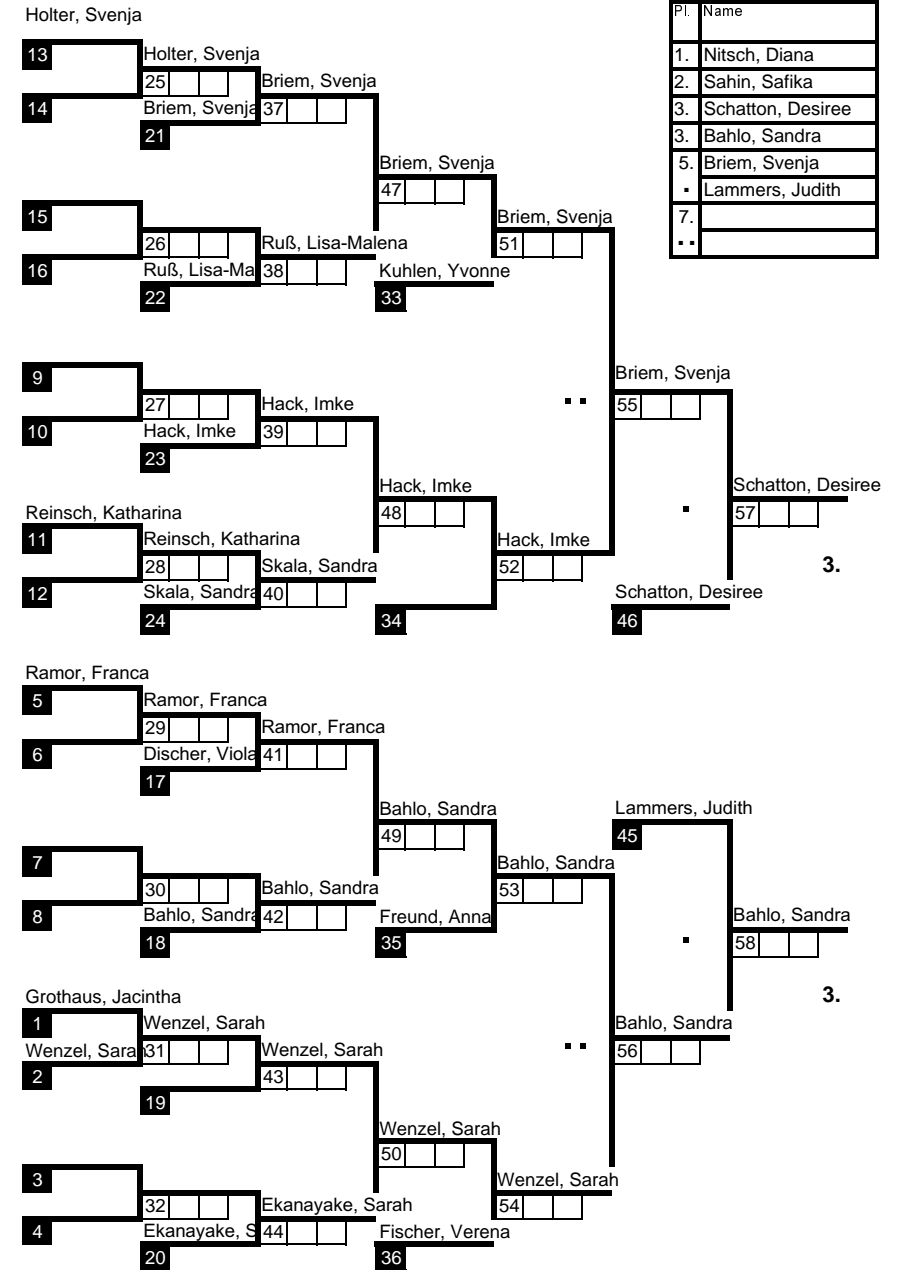 Holter, Svenja
Pl. Name
13 Holter, Svenja
1. Nitsch, Diana
25 Briem, Svenja
2. Sahin, Safika
14 Briem, Svenja 37
3. Schatton, Desiree
21
3. Bahlo, Sandra
Briem, Svenja
5. Briem, Svenja
47
. Lammers, Judith
15 Briem, Svenja
7.
26 Ruß, Lisa-Malena 51
..
16 Ruß, Lisa-Ma 38 Kuhlen, Yvonne
22 33
9 Briem, Svenja
27 Hack, Imke .. 55
10 Hack, Imke 39
23
Hack, Imke Schatton, Desiree
Reinsch, Katharina 48 . 57
11 Reinsch, Katharina Hack, Imke
28 Skala, Sandra 52 3.
12 Skala, Sandra 40 Schatton, Desiree
24 34 46
Ramor, Franca
5 Ramor, Franca
29 Ramor, Franca
6 Discher, Viola 41
17
Bahlo, Sandra Lammers, Judith
49 45
7 Bahlo, Sandra
30 Bahlo, Sandra 53
8 Bahlo, Sandra 42 Freund, Anna Bahlo, Sandra
18 35 . 58
Grothaus, Jacintha 3.
1 Wenzel, Sarah Bahlo, Sandra
Wenzel, Sarah 31 Wenzel, Sarah .. 56
2 43
19
Wenzel, Sarah
50
3 Wenzel, Sarah
32 Ekanayake, Sarah 54
4 Ekanayake, S 44 Fischer, Verena
20 36